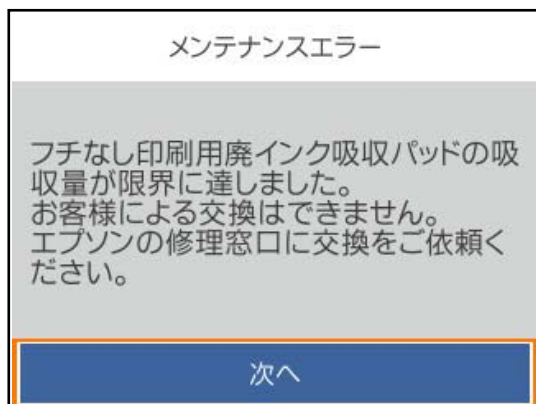 メンテナンスエラー
フチなし印刷用廃インク吸収パッドの吸
収量が限界に達しました。
お客様による交換はできません。
エプソンの修理窓口に交換をご依頼く
ださい。
次へ